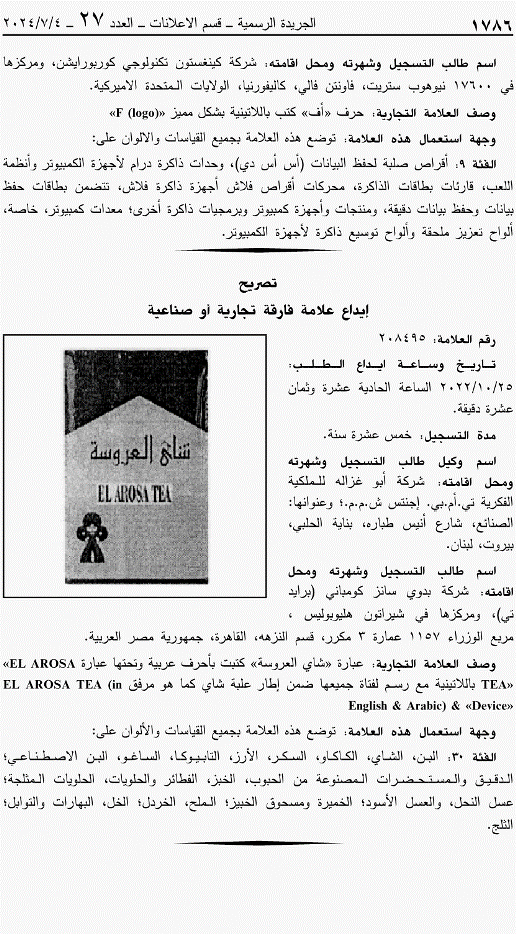 ١٧٨٦
الجريدة الرسمية ــ قسم الاعلانات ــ العدد ٢٧ ــ ٢٠٢٤/٧/٤
اسم طالب التسجيل وشهرته ومحل اقامته: شركة كينغستون تكنولوجي كوربورايشن، ومركزها
في ١٧٦٠٠ نيوهوب ستريت، فاونتن فالي، كاليفورنيا، الولايات المتحدة الاميركية.
وصف العلامة التجارية: حرف «أف» كتب باللاتينية بشكل مميز «F (logo)»
وجهة استعمال هذه العلامة: توضع هذه العلامة بجميع القياسات والالوان على:
الفئة ٩: أقراص صلبة لحفظ البيانات (أس أس دي)، وحدات ذاكرة درام لأجهزة الكمبيوتر وأنظمة
اللعب، قارئات بطاقات الذاكرة، محركات أقراص فلاش أجهزة ذاكرة فلاش، تتضمن بطاقات حفظ
بيانات وحفظ بيانات دقيقة، ومنتجات وأجهزة كمبيوتر وبرمجيات ذاكرة أخرى؛ معدات كمبيوتر، خاصة،
ألواح تعزيز ملحقة وألواح توسيع ذاكرة لأجهزة الكمبيوتر.
تصريح
إيداع علامة فارقة تجارية أو صناعية
رقم العلامة: ٢٠٨٤٩٥
تاريخ وساعة ايداع الطلب:
٢٠٢٢/١٠/٢٥ الساعة الحادية عشرة وثمان
عشرة دقيقة.
مدة التسجيل: خمس عشرة سنة.
اسم وكيل طالب التسجيل وشهرته
ومحل اقامته: شركة أبو غزاله للملكية
الفكرية تي.أم.بي. إجنتس ش.م.م.؛ وعنوانها:
الصنائع، شارع أنيس طباره، بناية الحلبي،
بيروت، لبنان.
شاي العروسة
EL AROSA TEA
اسم طالب التسجيل وشهرته ومحل
اقامته: شركة بدوي سانز كومباني (برايد
تي)، ومركزها في شيراتون هليوبوليس ،
مربع الوزراء ١١٥٧ عمارة ٣ مكرر، قسم النزهه، القاهرة، جمهورية مصر العربية.
وصف العلامة التجارية: عبارة «شاي العروسة» كتبت بأحرف عربية وتحتها عبارة «EL AROSA
TEA» باللاتينية مع رسم لفتاة جميعها ضمن إطار علبة شاي كما هو مرفق EL AROSA TEA (in
English & Arabic) & «Device»
وجهة استعمال هذه العلامة: توضع هذه العلامة بجميع القياسات والألوان على:
الفئة ٣٠: البن، الشاي، الكاكاو، السكر، الأرز، التابيوكا، الساغو، البن الاصطناعي؛
الدقيق والمستحضرات المصنوعة من الحبوب، الخبز، الفطائر والحلويات، الحلويات المثلجة؛
عسل النحل، والعسل الأسود؛ الخميرة ومسحوق الخبيز؛ الملح، الخردل؛ الخل، البهارات والتوابل؛
الثلج.